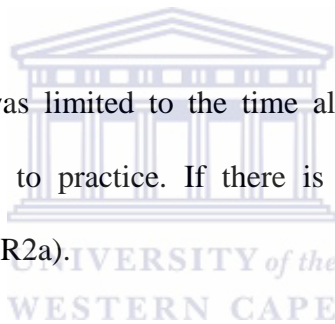 was limited to the time al
to practice. If there is
R2a).
UNIVERSITY of the
WESTERN CAPE